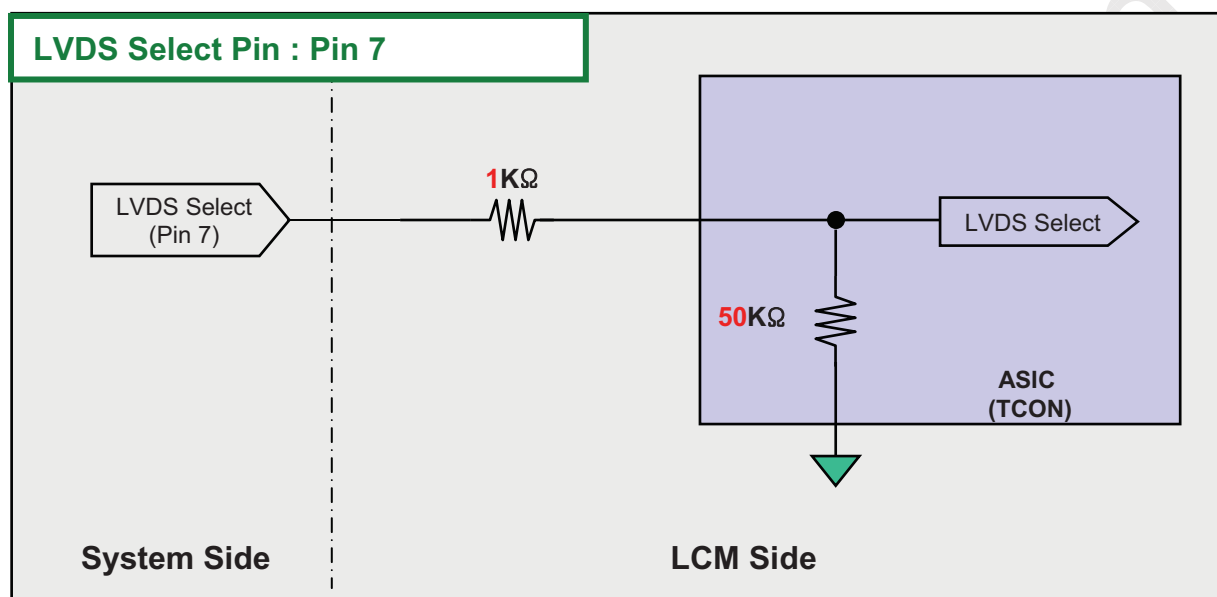 LVDS Select Pin : Pin 7
LVDS Select
(Pin 7)
1KΩ
LVDS Select
50KΩ
ASIC
(TCON)
System Side
LCM Side